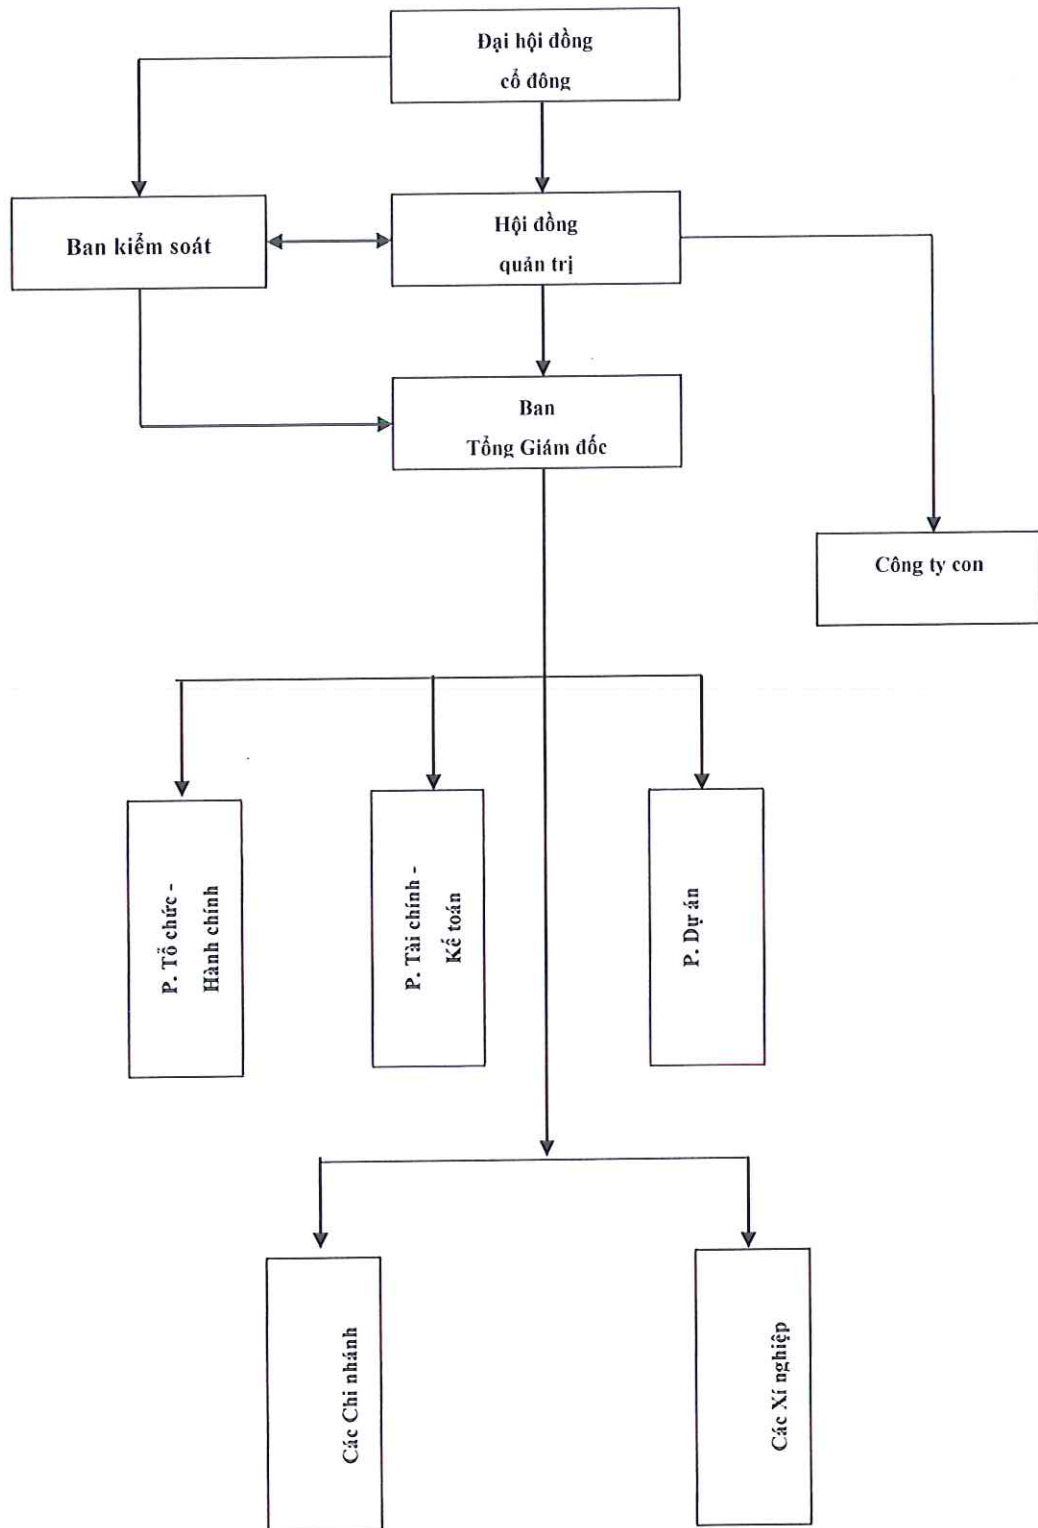 Đại hội đồng
cổ đông
Ban kiểm soát
Hội đồng
quản trị
Ban
Tổng Giám đốc
Công ty con
P. Tổ chức -
Hành chính
P. Tài chính -
Kế toán
P. Dự án
Các Chi nhánh
Các Xí nghiệp